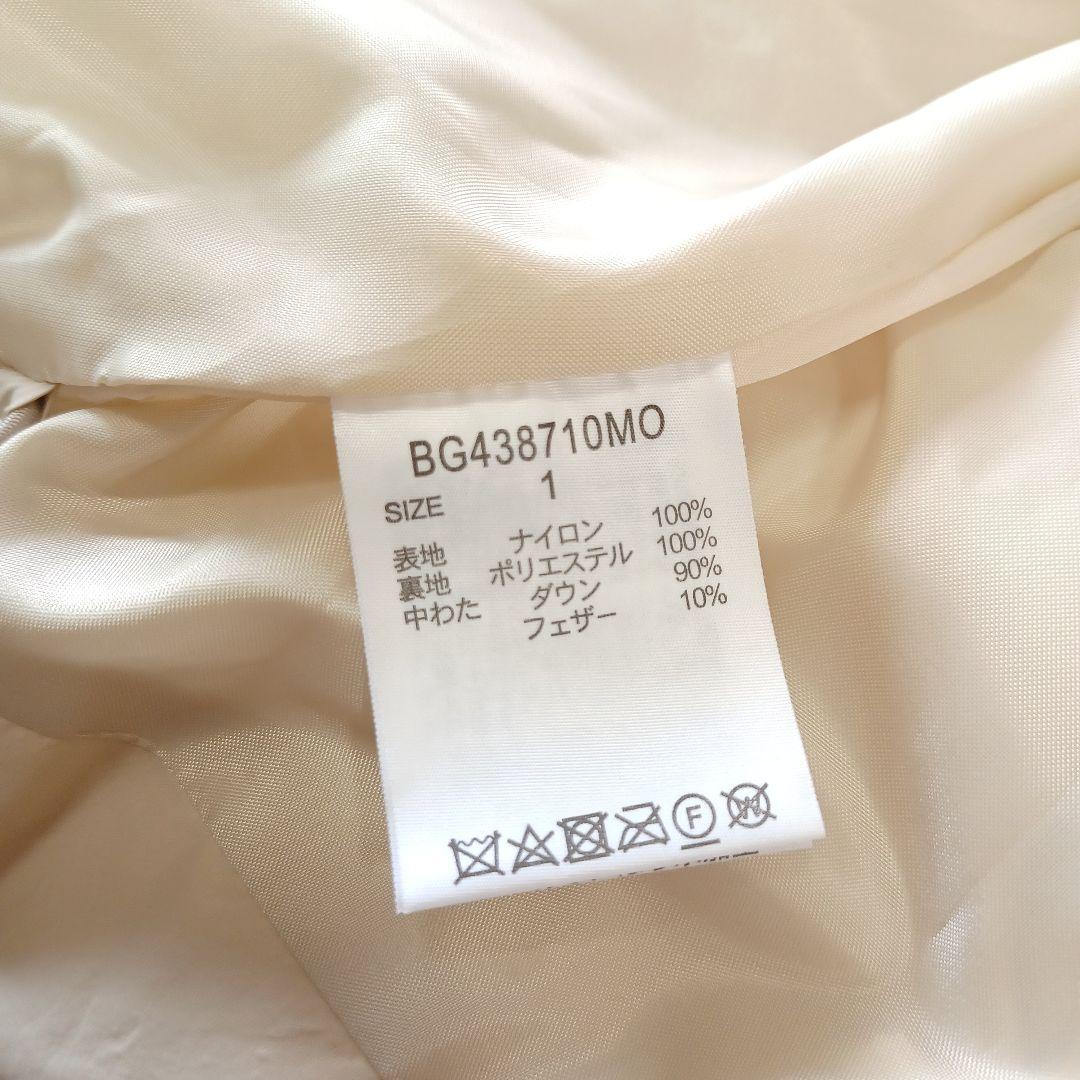 BG438710MO
SIZE 1
表地 ナイロン 100%
裏地 ポリエステル 100%
中わた ダウン 90%
フェザー 10%
F W